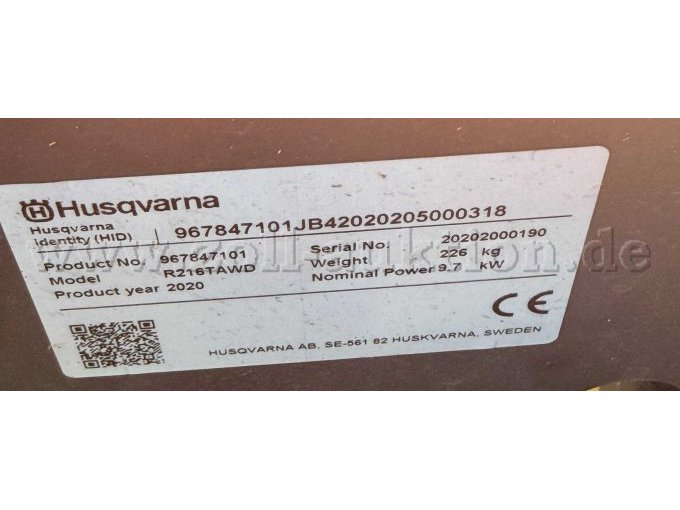 Husqvarna
Husqvarna
Identity (HID) 967847101JB42020205000318
Product No. 967847101 Serial No. 20202000190
Model R216TAWD Weight 226 kg
Product year 2020 Nominal Power 9.7 kW
CE
HUSQVARNA AB, SE-561 82 HUSKVARNA, SWEDEN
www.zoll-auktion.de